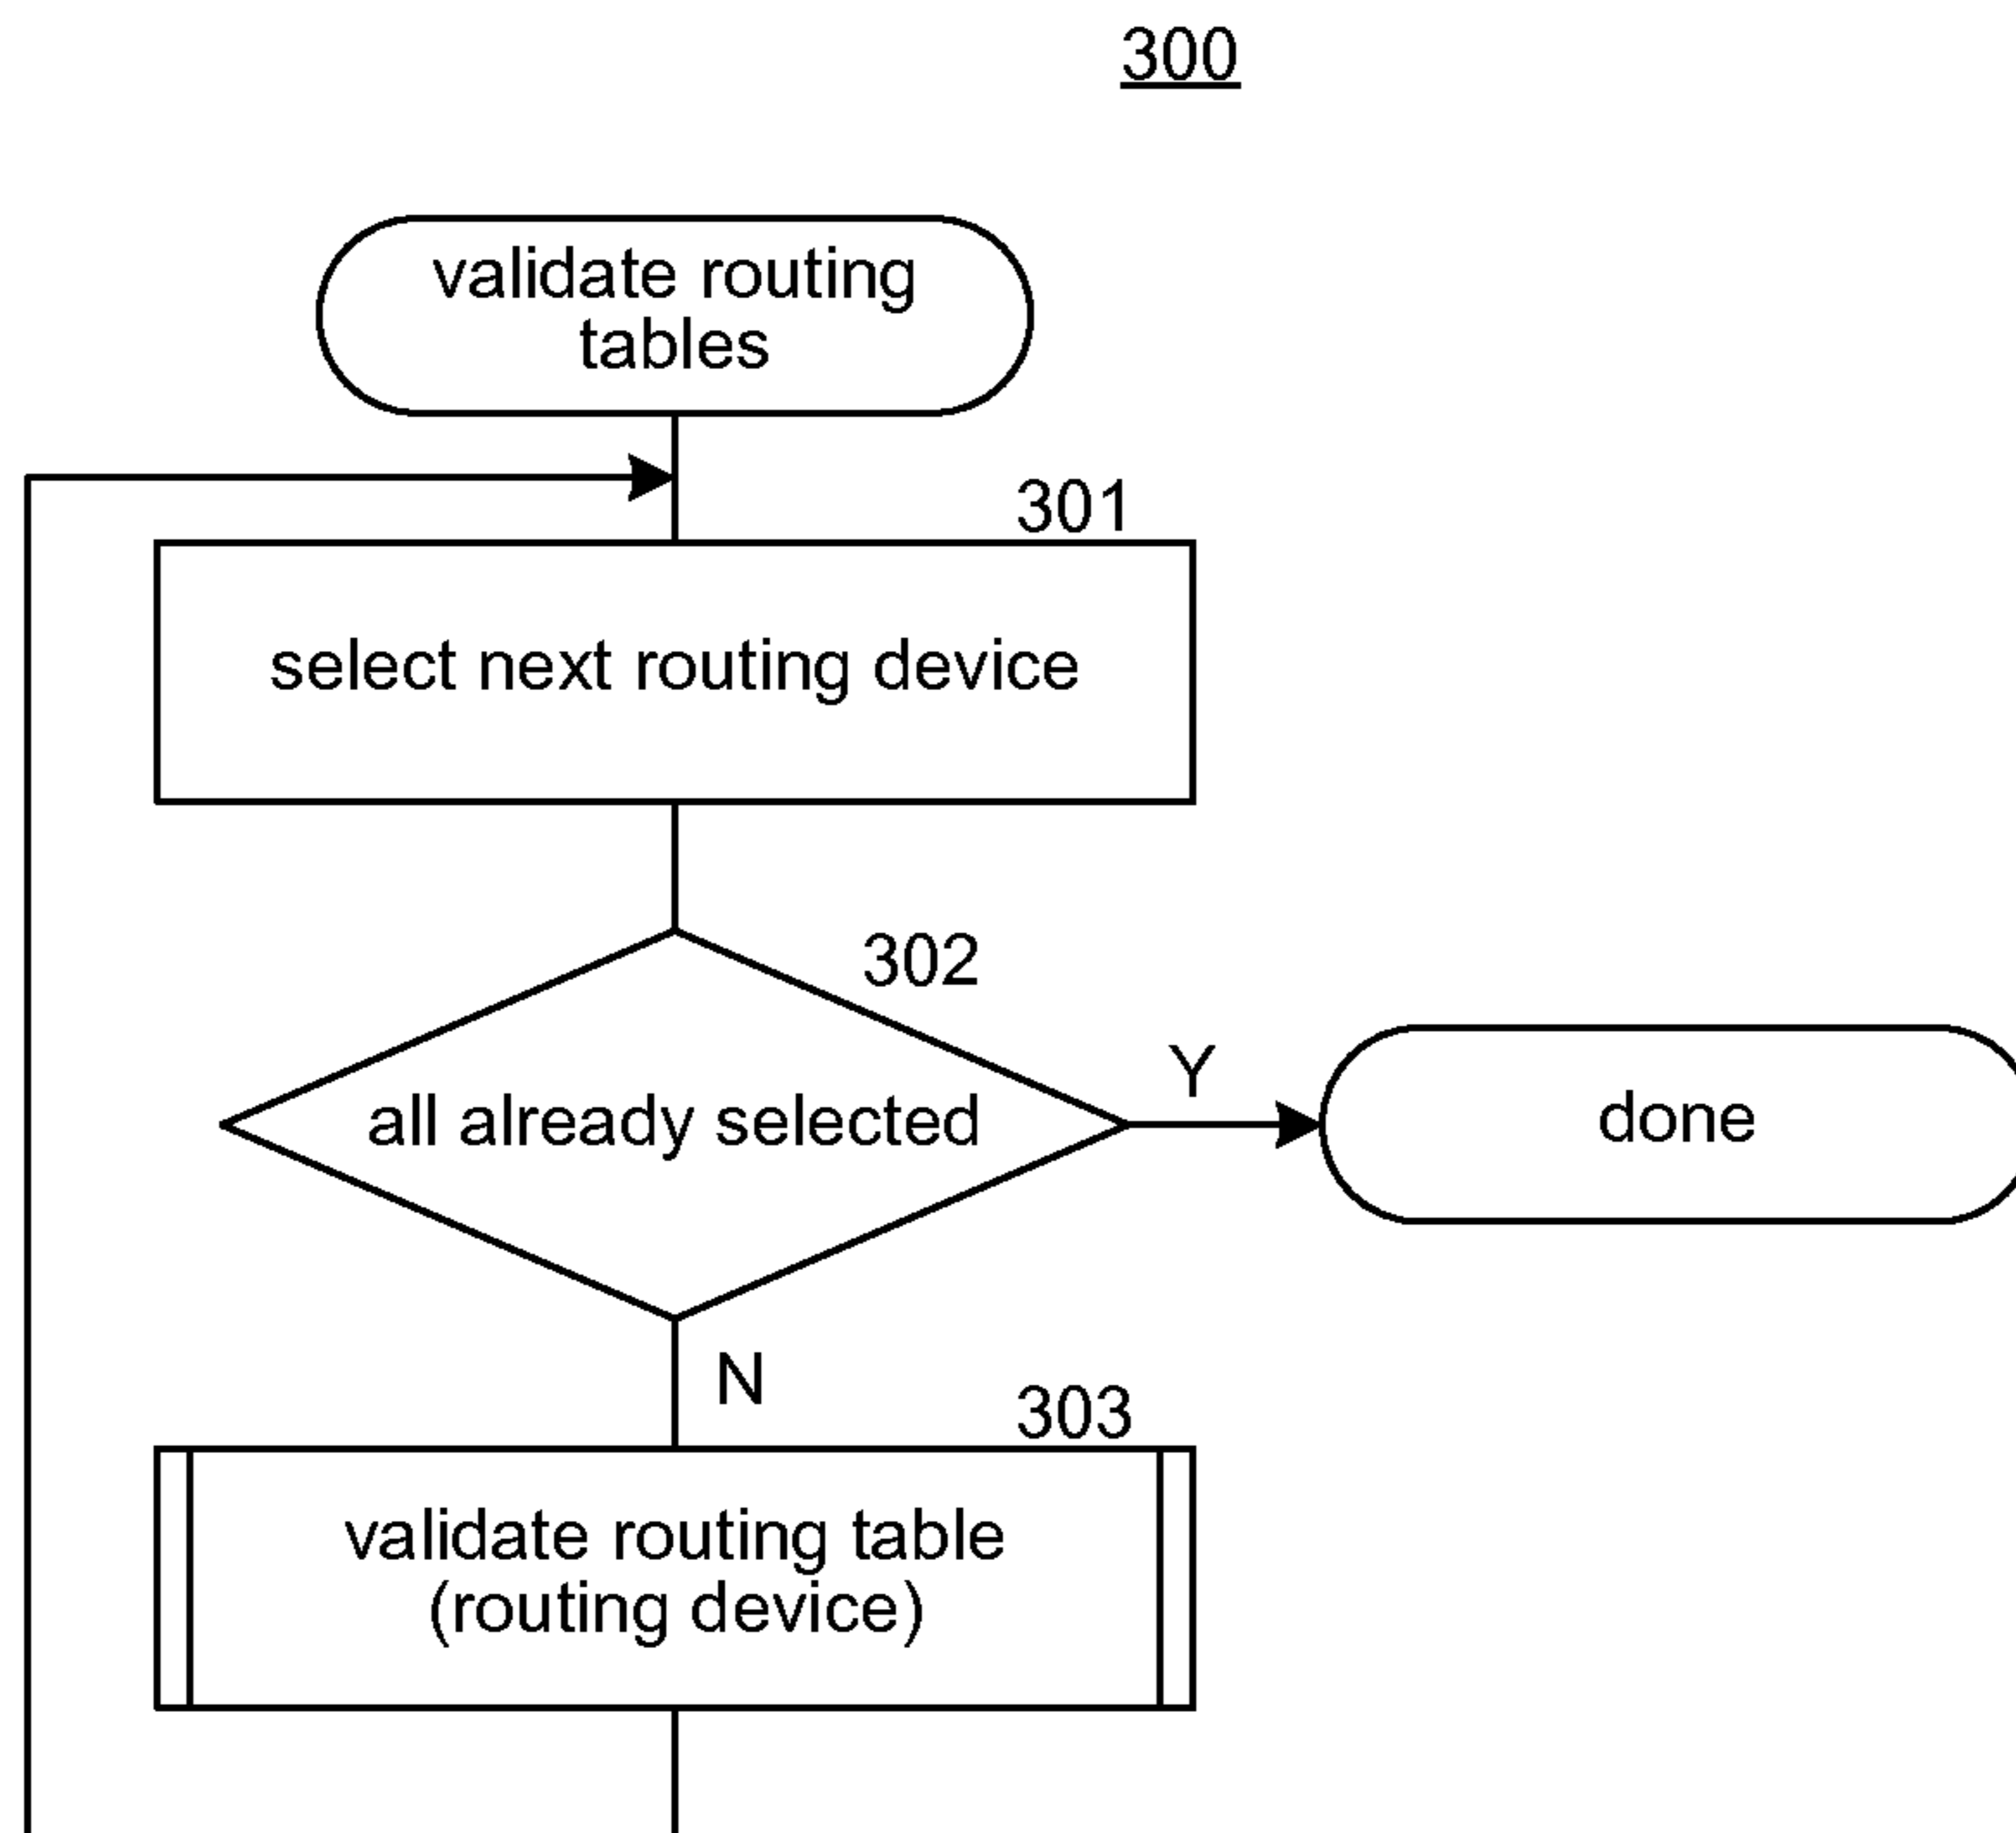 300
validate routing
tables
301
select next routing device
302
all already selected
Y
done
N
303
validate routing table
(routing device)